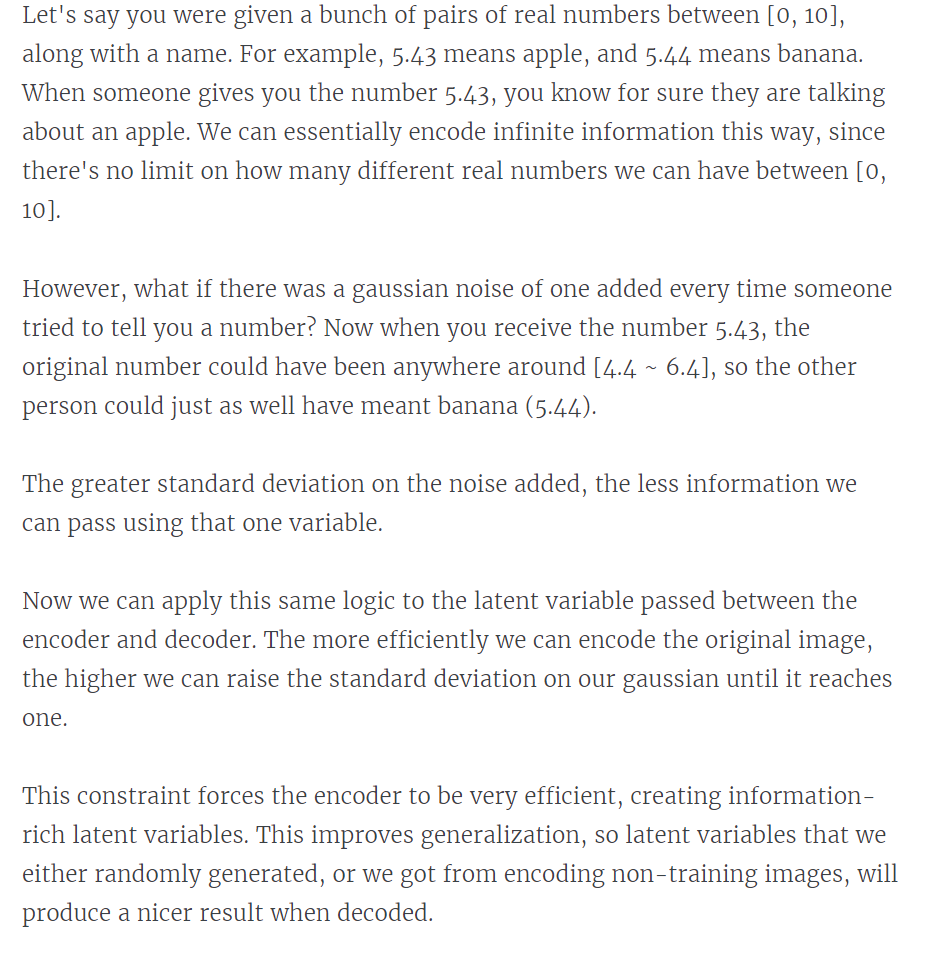 Let's say you were given a bunch of pairs of real numbers between [0, 10],
along with a name. For example, 5.43 means apple, and 5.44 means banana.
When someone gives you the number 5.43, you know for sure they are talking
about an apple. We can essentially encode infinite information this way, since
there's no limit on how many different real numbers we can have between [0,
10].
However, what if there was a gaussian noise of one added every time someone
tried to tell you a number? Now when you receive the number 5.43, the
original number could have been anywhere around [4.4 ~ 6.4], so the other
person could just as well have meant banana (5.44).
The greater standard deviation on the noise added, the less information we
can pass using that one variable.
Now we can apply this same logic to the latent variable passed between the
encoder and decoder. The more efficiently we can encode the original image,
the higher we can raise the standard deviation on our gaussian until it reaches
one.
This constraint forces the encoder to be very efficient, creating information-
rich latent variables. This improves generalization, so latent variables that we
either randomly generated, or we got from encoding non-training images, will
produce a nicer result when decoded.